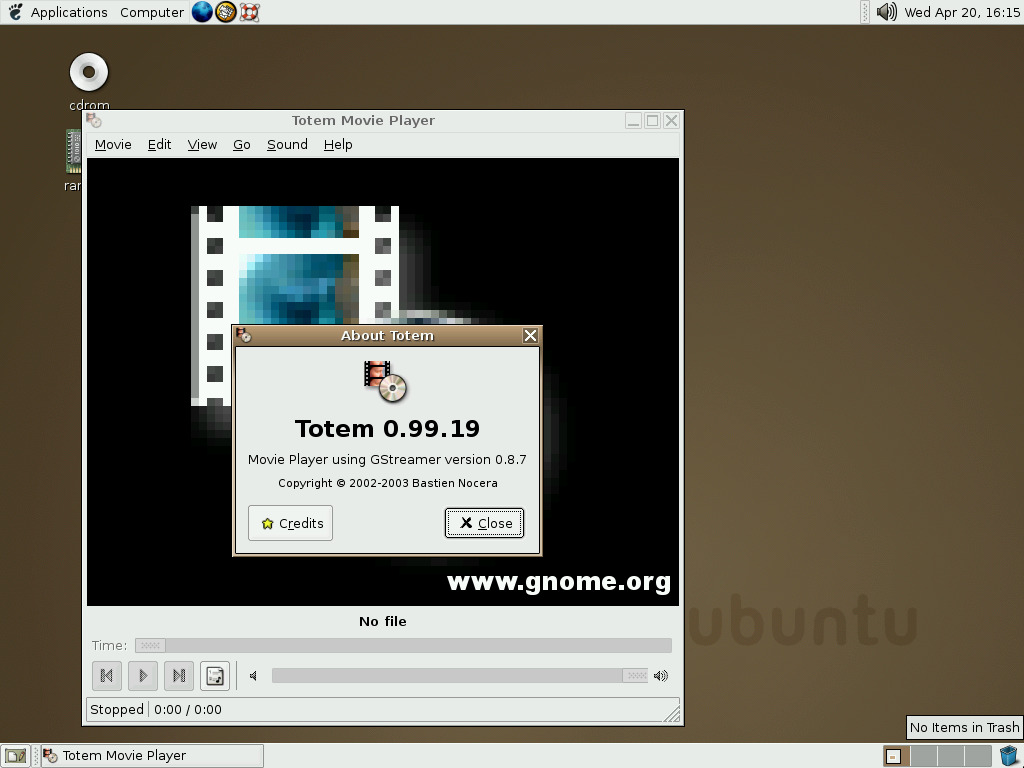 Applications Computer
Wed Apr 20, 16:15
cdrom
Totem Movie Player
Movie Edit View Go Sound Help
About Totem
Totem 0.99.19
Movie Player using GStreamer version 0.8.7
Copyright © 2002-2003 Bastien Nocera
Credits Close
www.gnome.org
No file
ubuntu
Time:
Stopped 0:00 / 0:00
No Items in Trash
Totem Movie Player